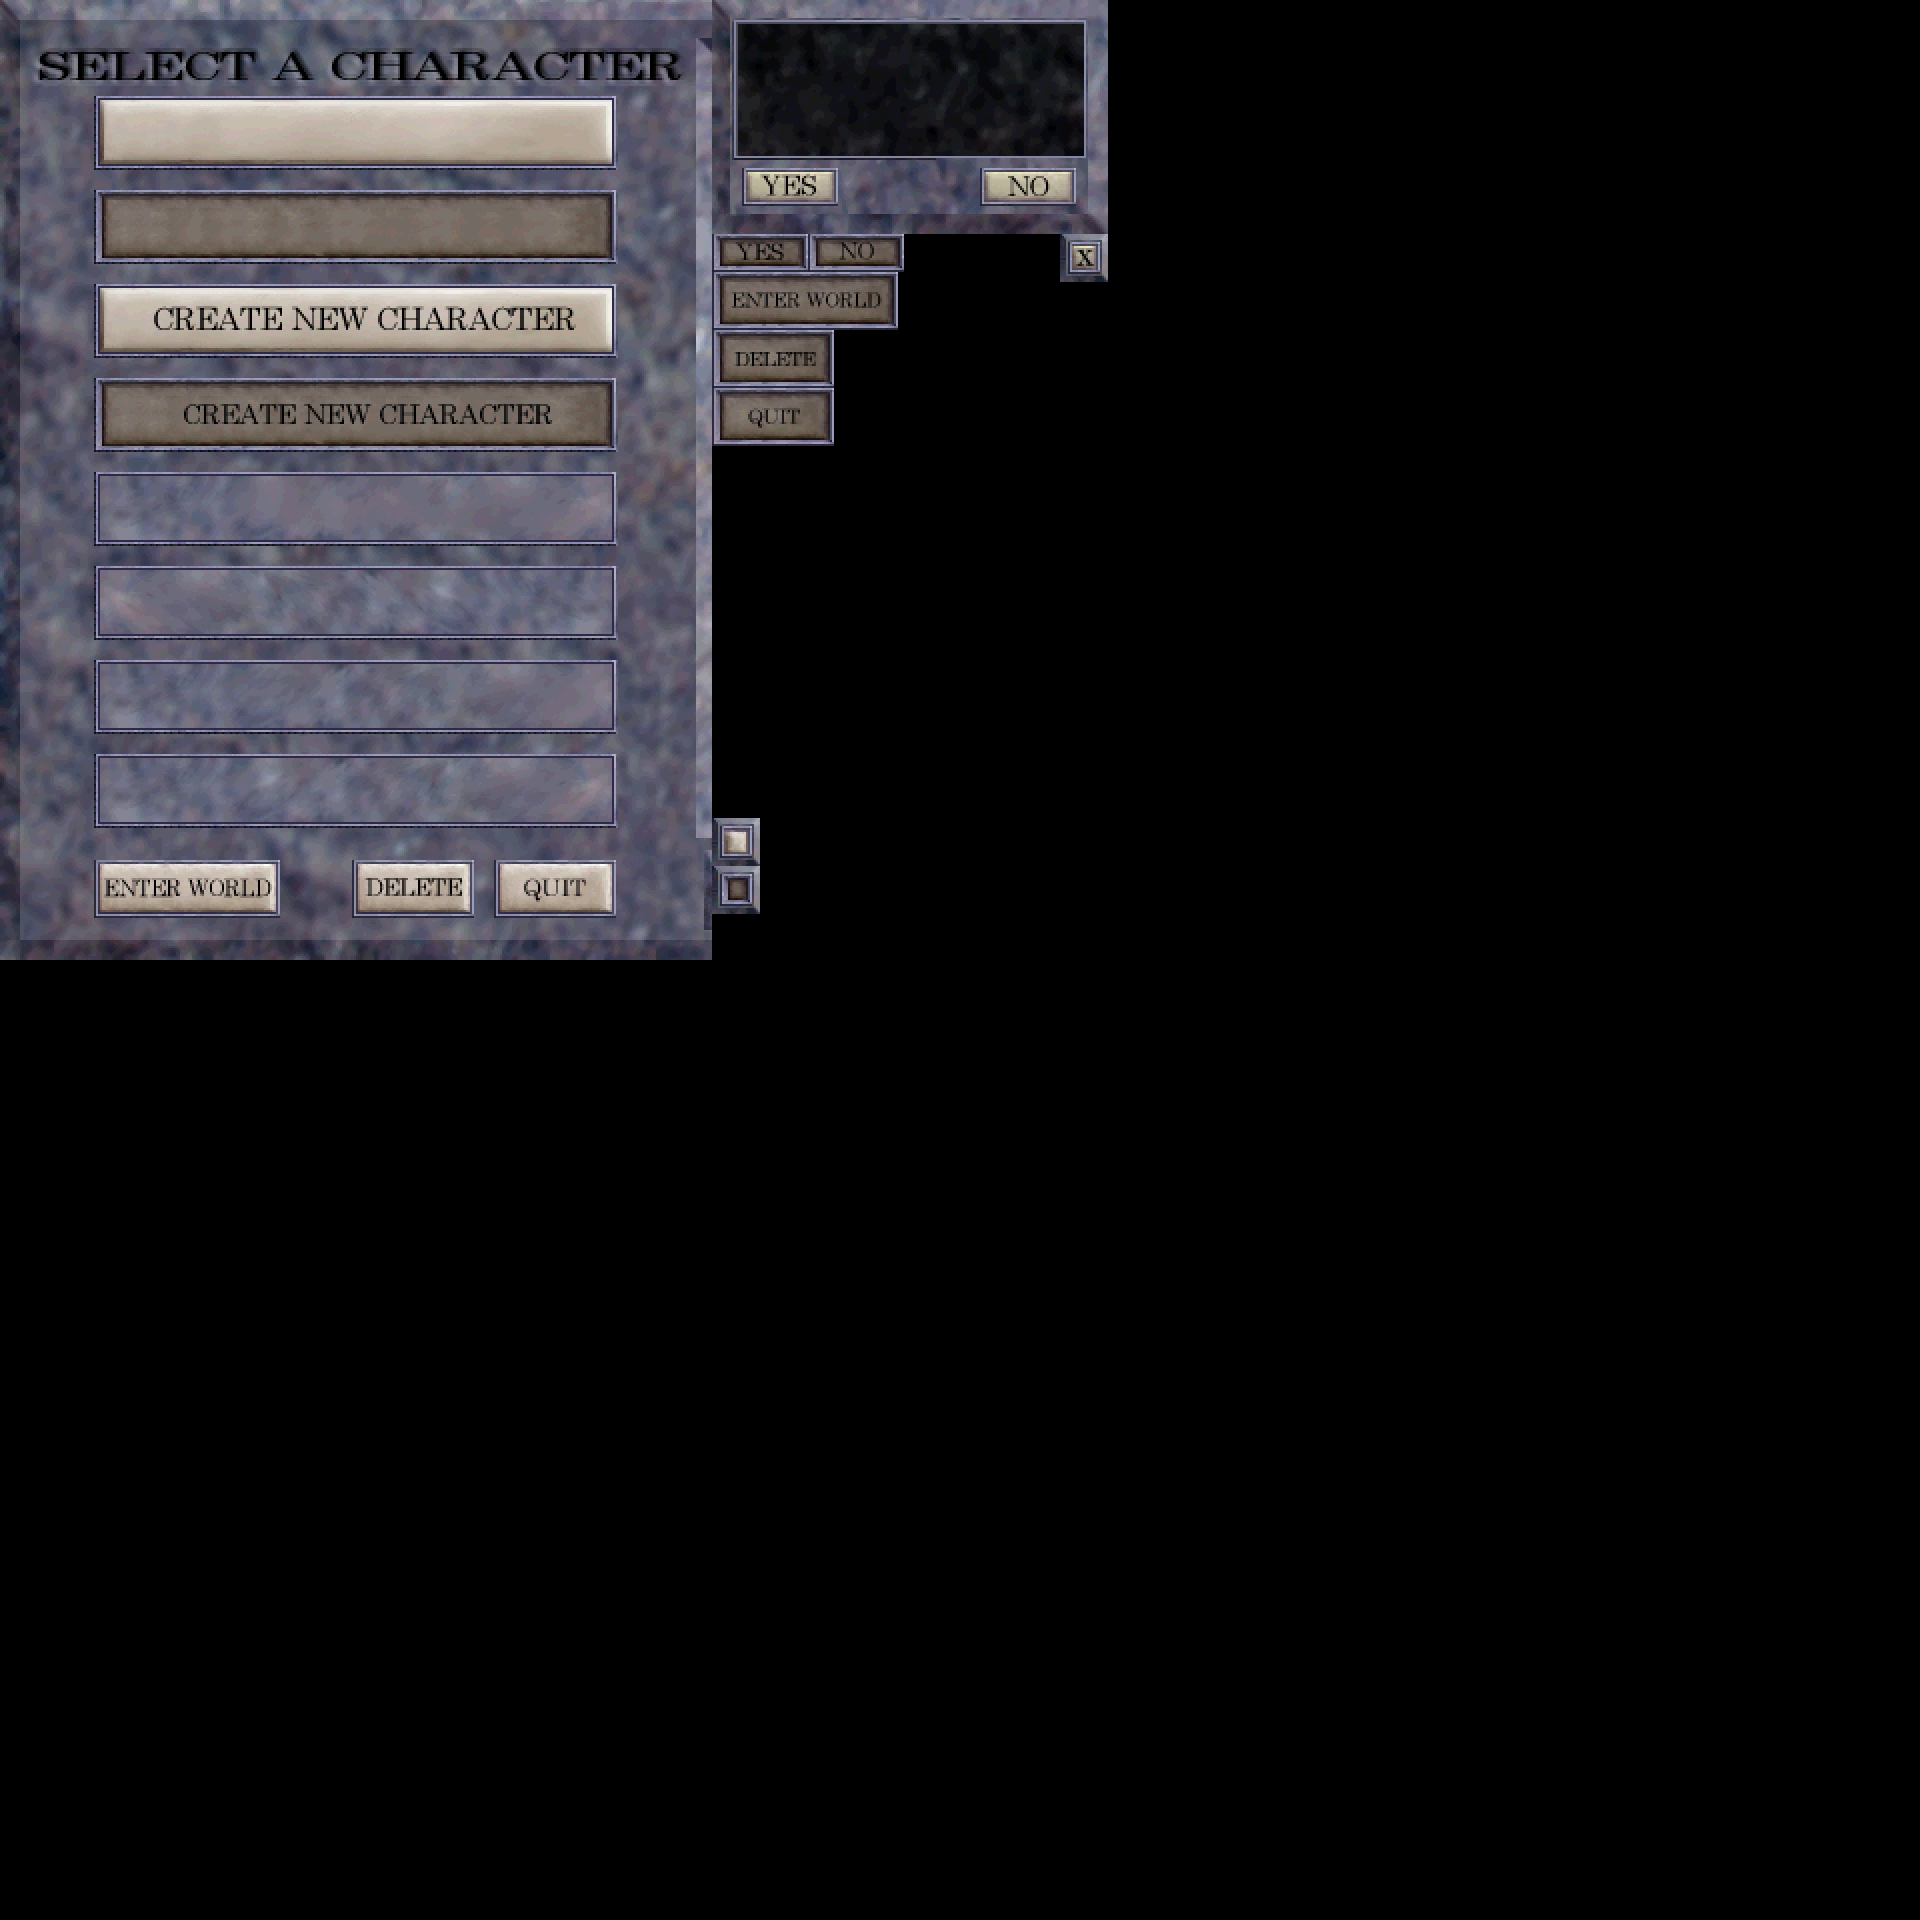 SELECT A CHARACTER
CREATE NEW CHARACTER
CREATE NEW CHARACTER
ENTER WORLD
DELETE
QUIT
YES
NO
YES
NO
X
ENTER WORLD
DELETE
QUIT